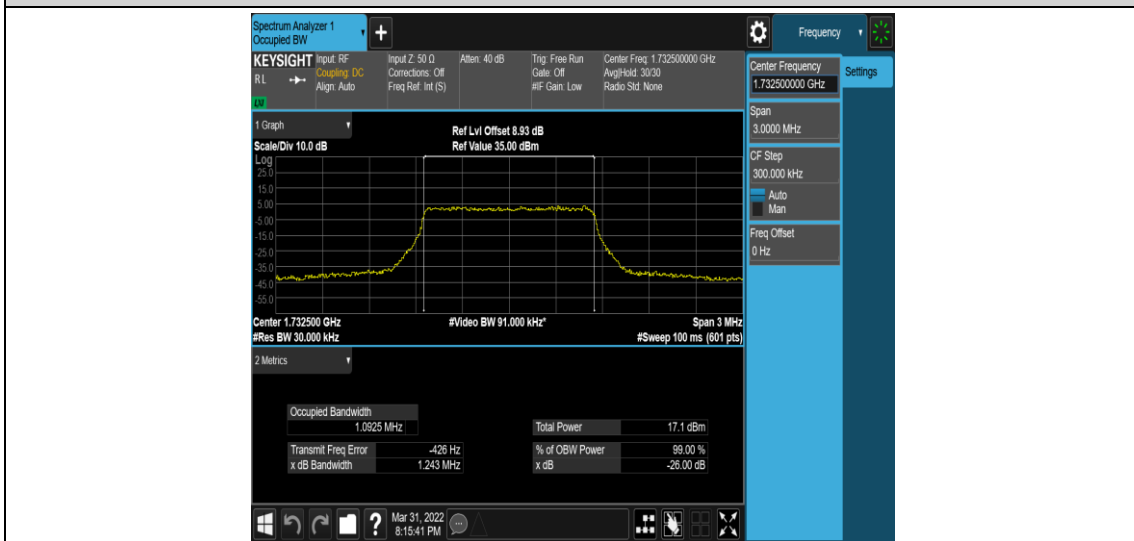 Spectrum Analyzer 1
Occupied BW
Frequency
KEYSIGHT
RL
Input: RF
Coupling: DC
Align: Auto
Input Z: 50 Ω
Corrections: Off
Freq Ref: Int (S)
Atten: 40 dB
Trig: Free Run
Gate: Off
#IF Gain: Low
Center Freq: 1.732500000 GHz
Avg|Hold: 30/30
Radio Std: None
Center Frequency
1.732500000 GHz
Settings
Span
3.0000 MHz
CF Step
300.000 kHz
Auto
Man
Freq Offset
0 Hz
1 Graph
Scale/Div 10.0 dB
Ref Lvl Offset 8.93 dB
Ref Value 35.00 dBm
Log
25.0
15.0
5.00
-5.00
-15.0
-25.0
-35.0
-45.0
-55.0
Center 1.732500 GHz
#Video BW 91.000 kHz*
Span 3 MHz
#Res BW 30.000 kHz
#Sweep 100 ms (601 pts)
2 Metrics
Occupied Bandwidth
1.0925 MHz
Total Power 17.1 dBm
Transmit Freq Error -426 Hz
% of OBW Power 99.00 %
x dB Bandwidth 1.243 MHz
x dB -26.00 dB
Mar 31, 2022
8:15:41 PM